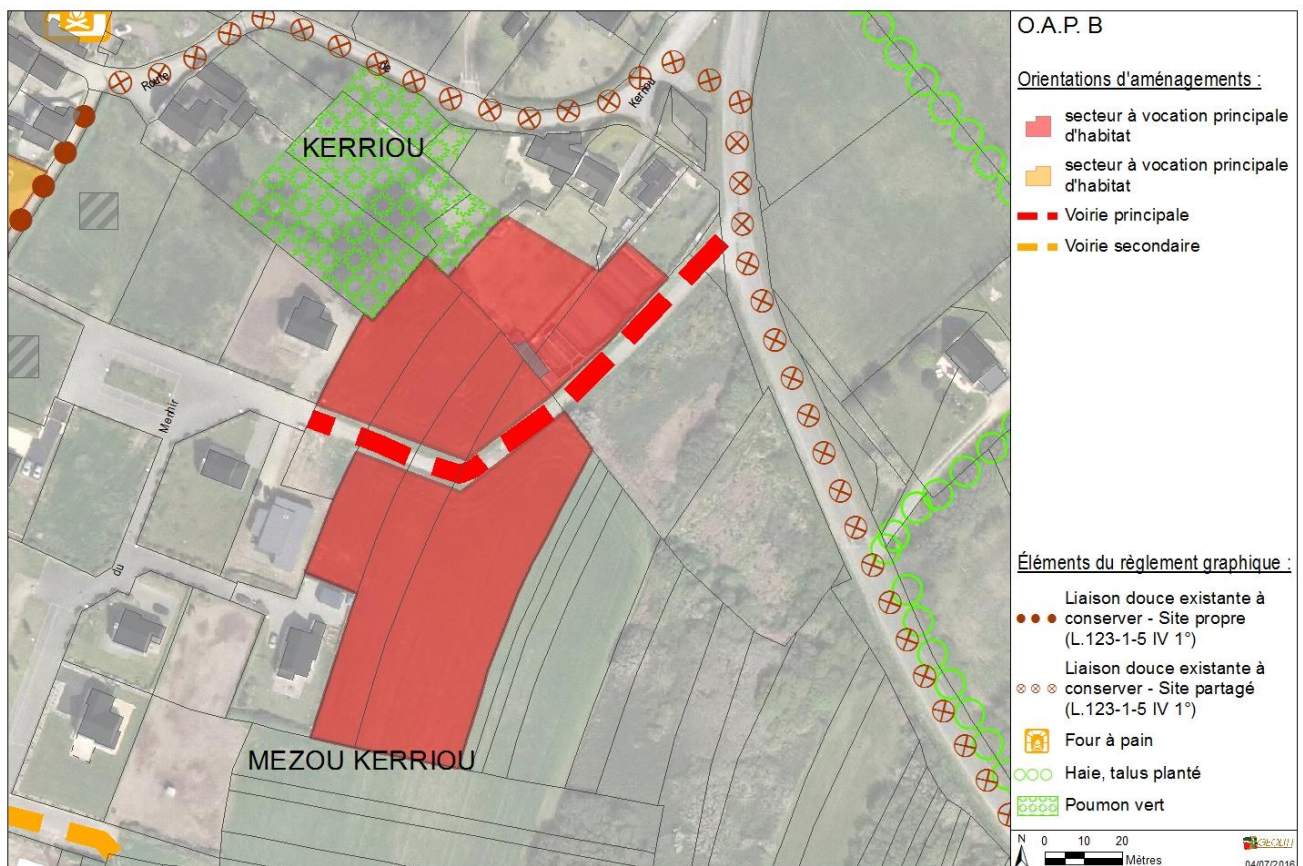 O.A.P. B
Orientations d'aménagements :
secteur à vocation principale
d'habitat
secteur à vocation principale
d'habitat
Voirie principale
Voirie secondaire
Éléments du règlement graphique :
Liaison douce existante à
conserver - Site propre
(L.123-1-5 IV 1°)
Liaison douce existante à
conserver - Site partagé
(L.123-1-5 IV 1°)
Four à pain
Haie, talus planté
Poumon vert
N
0 10 20
Mètres
04/07/2016
Route
de
Kerriou
KERRIOU
Menhir
du
MEZOU KERRIOU